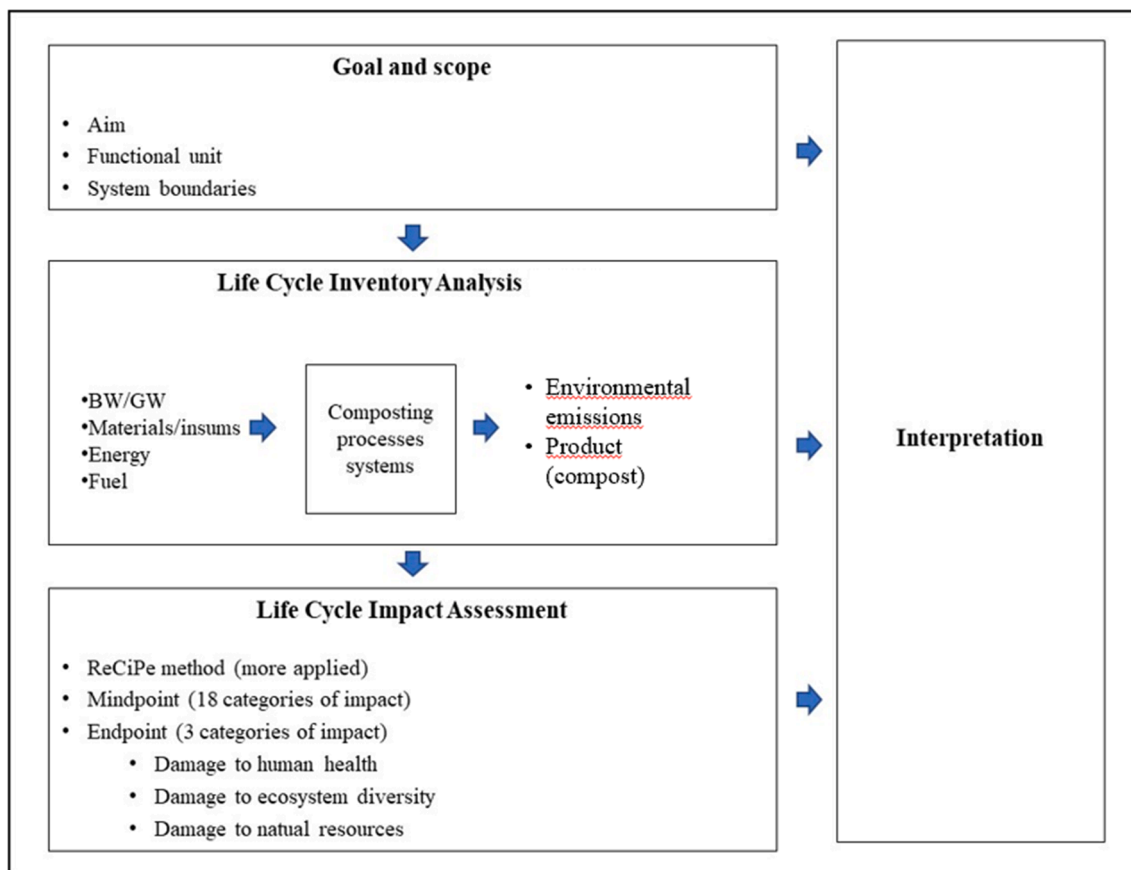 Goal and scope
• Aim
• Functional unit
• System boundaries
Life Cycle Inventory Analysis
•BW/GW
•Materials/insums
•Energy
•Fuel
Composting
processes
systems
• Environmental
emissions
• Product
(compost)
Life Cycle Impact Assessment
• ReCiPe method (more applied)
• Mindpoint (18 categories of impact)
• Endpoint (3 categories of impact)
• Damage to human health
• Damage to ecosystem diversity
• Damage to natual resources
Interpretation